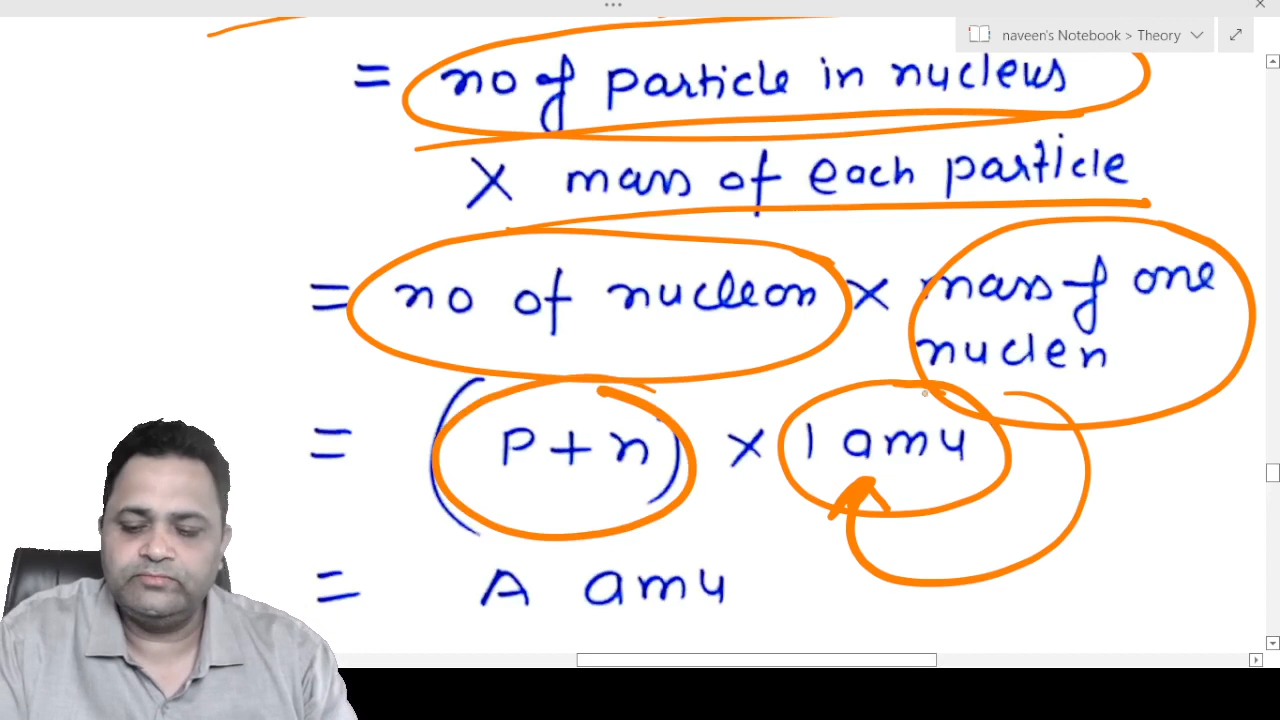 naveen's Notebook > Theory
= no of particle in nucleus
X mass of each particle
= no of nucleon X mass of one
nuclen
= (P+n) X 1 amu
= A amu